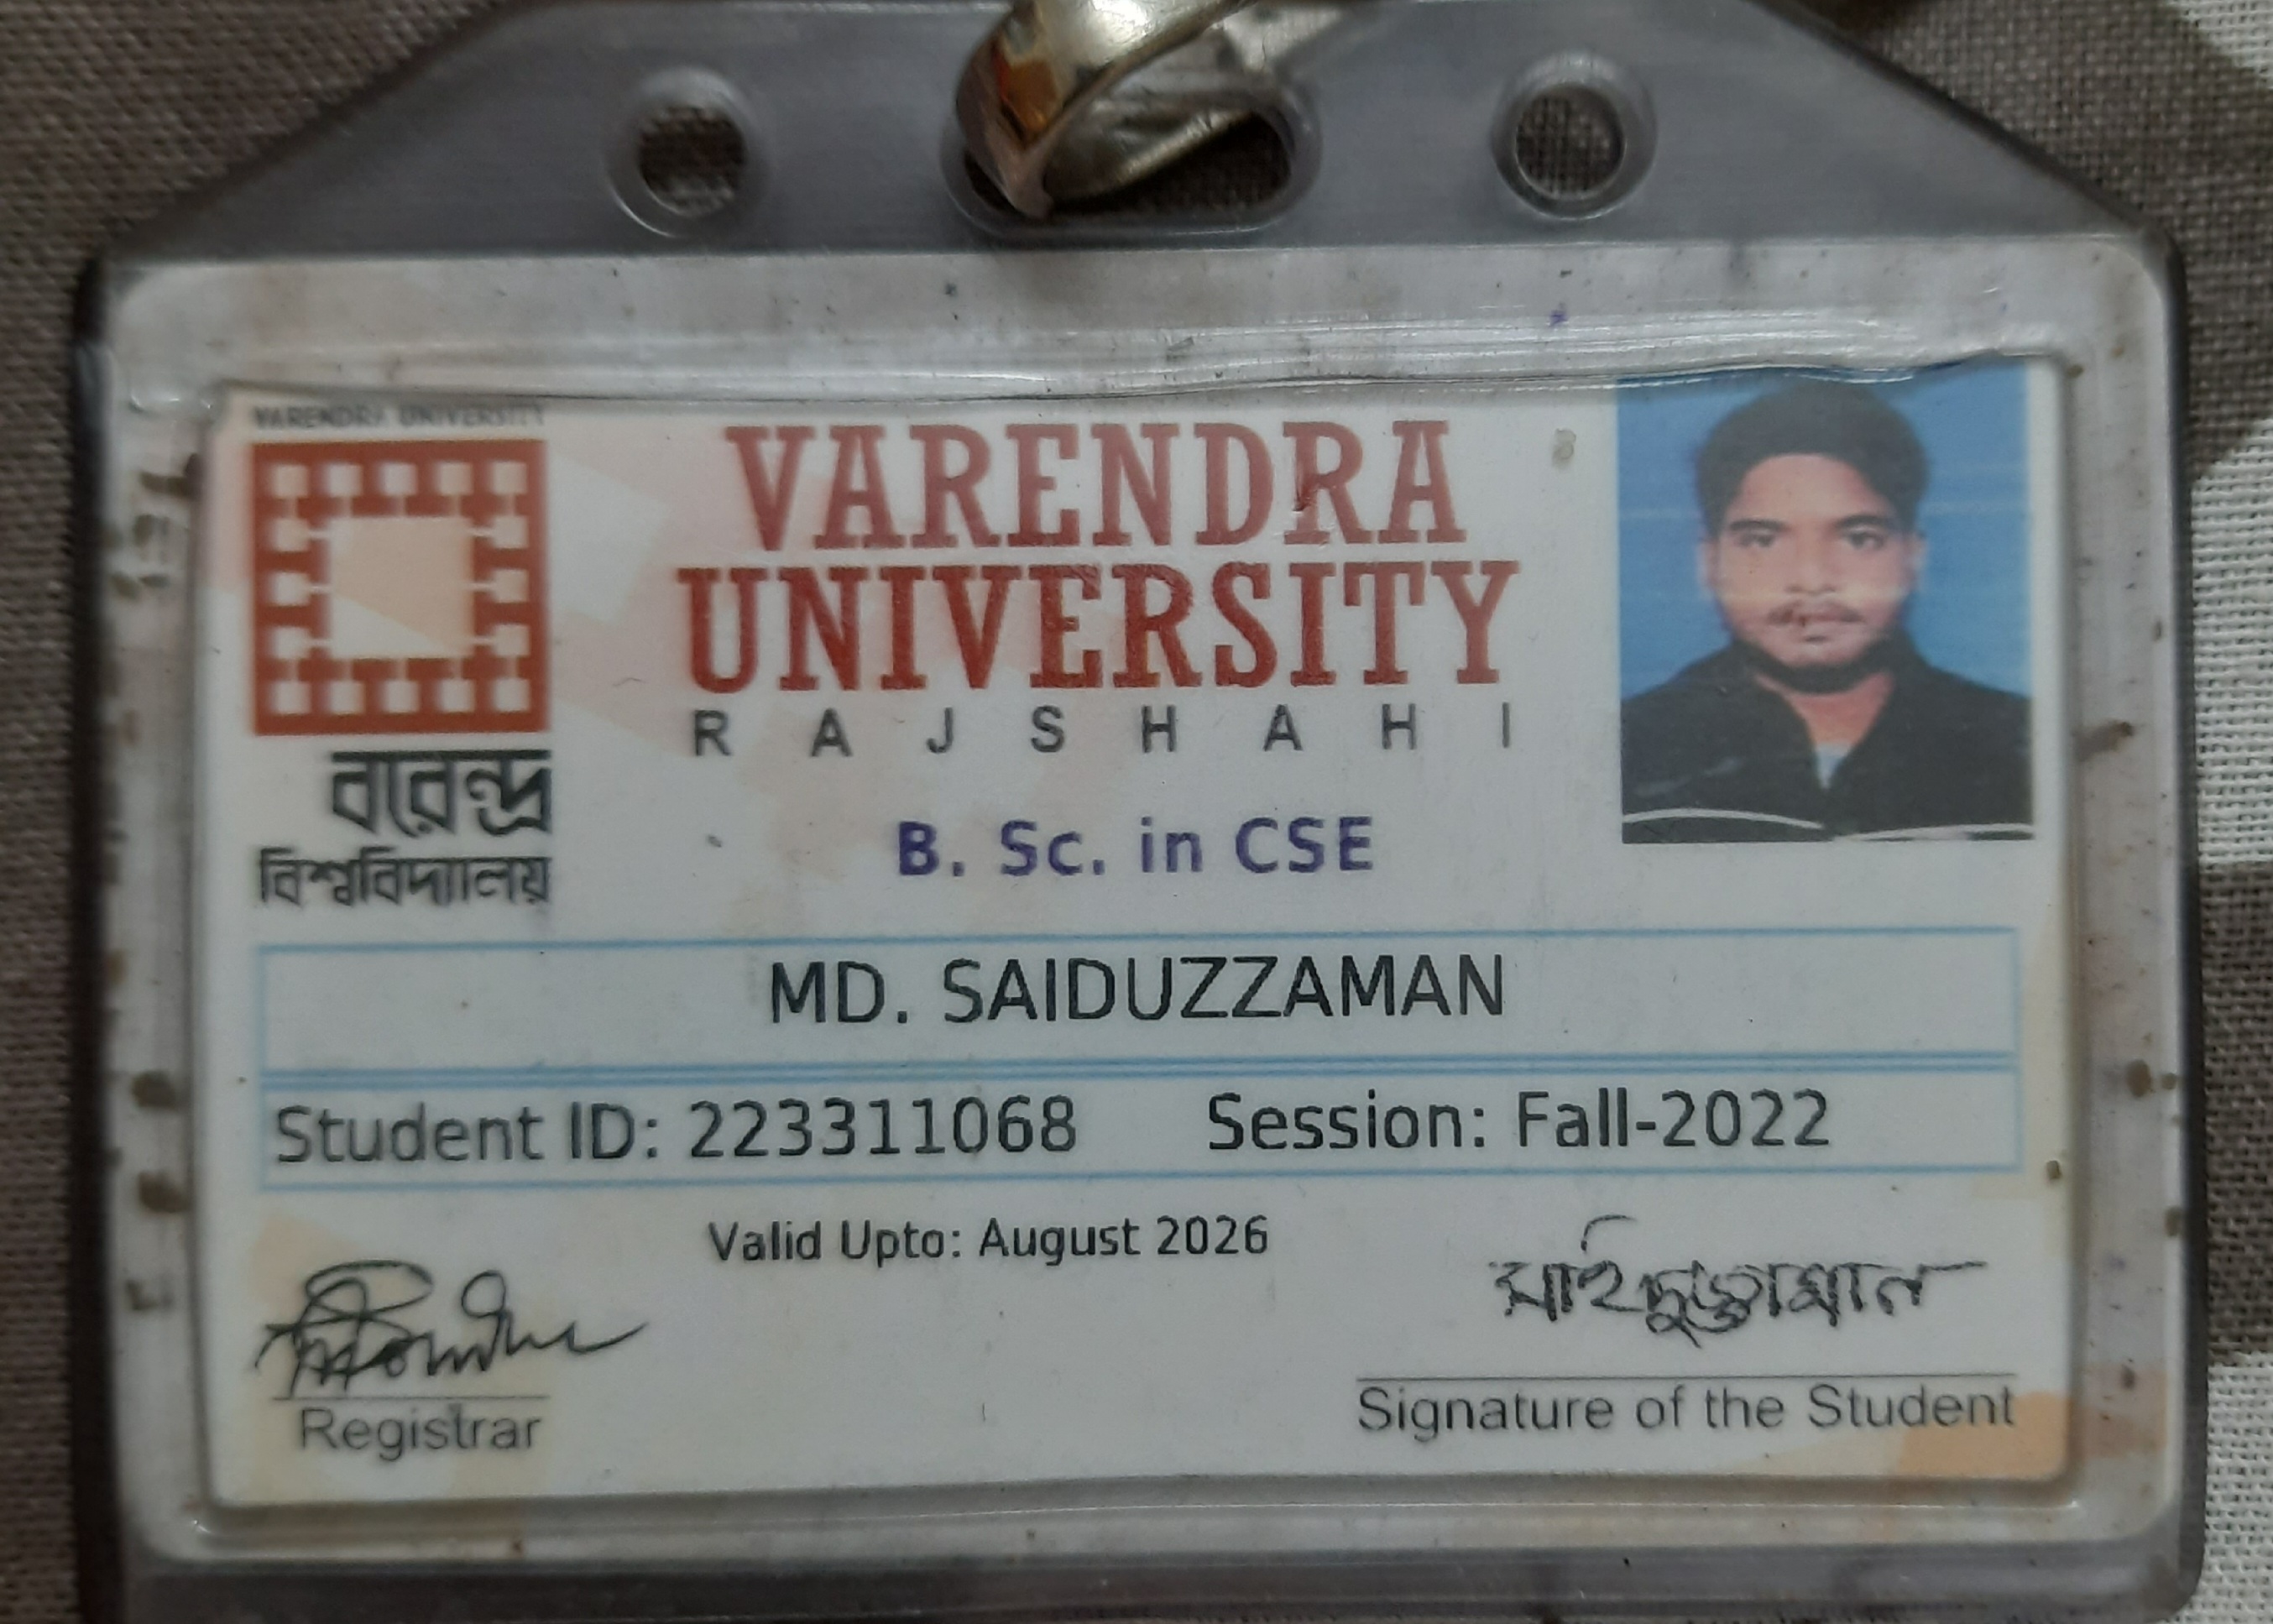 VARENDRA UNIVERSITY
বরেন্দ্র
বিশ্ববিদ্যালয়
VARENDRA
UNIVERSITY
RAJSHAHI
B. Sc. in CSE
MD. SAIDUZZAMAN
Student ID: 223311068 Session: Fall-2022
Valid Upto: August 2026
Registrar
সাইদুজ্জামান
Signature of the Student